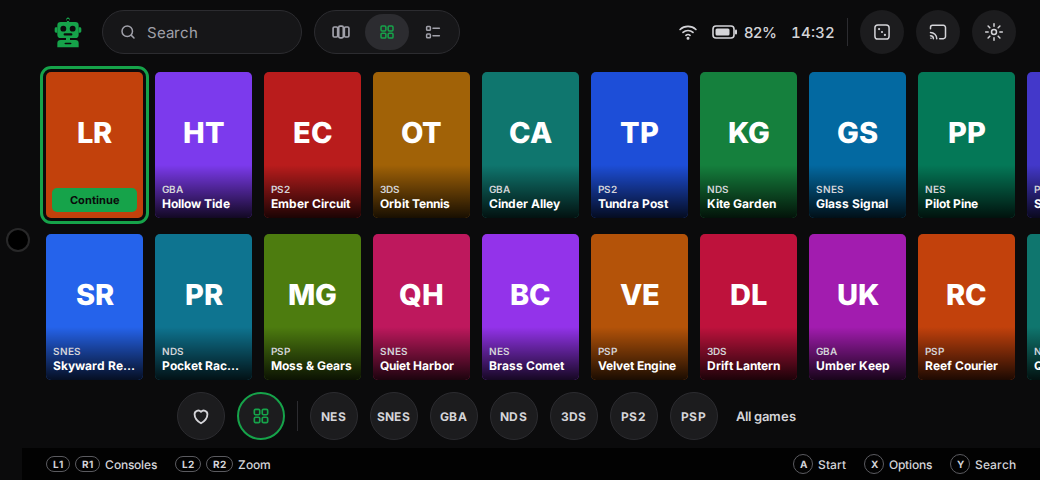 Search
82%
14:32
LR
HT
EC
OT
CA
TP
KG
GS
PP
Continue
GBA
Hollow Tide
PS2
Ember Circuit
3DS
Orbit Tennis
GBA
Cinder Alley
PS2
Tundra Post
NDS
Kite Garden
SNES
Glass Signal
NES
Pilot Pine
SR
PR
MG
QH
BC
VE
DL
UK
RC
SNES
Skyward Re...
NDS
Pocket Rac...
PSP
Moss & Gears
SNES
Quiet Harbor
NES
Brass Comet
PSP
Velvet Engine
3DS
Drift Lantern
GBA
Umber Keep
PSP
Reef Courier
NES
SNES
GBA
NDS
3DS
PS2
PSP
All games
L1 R1 Consoles L2 R2 Zoom
A Start X Options Y Search